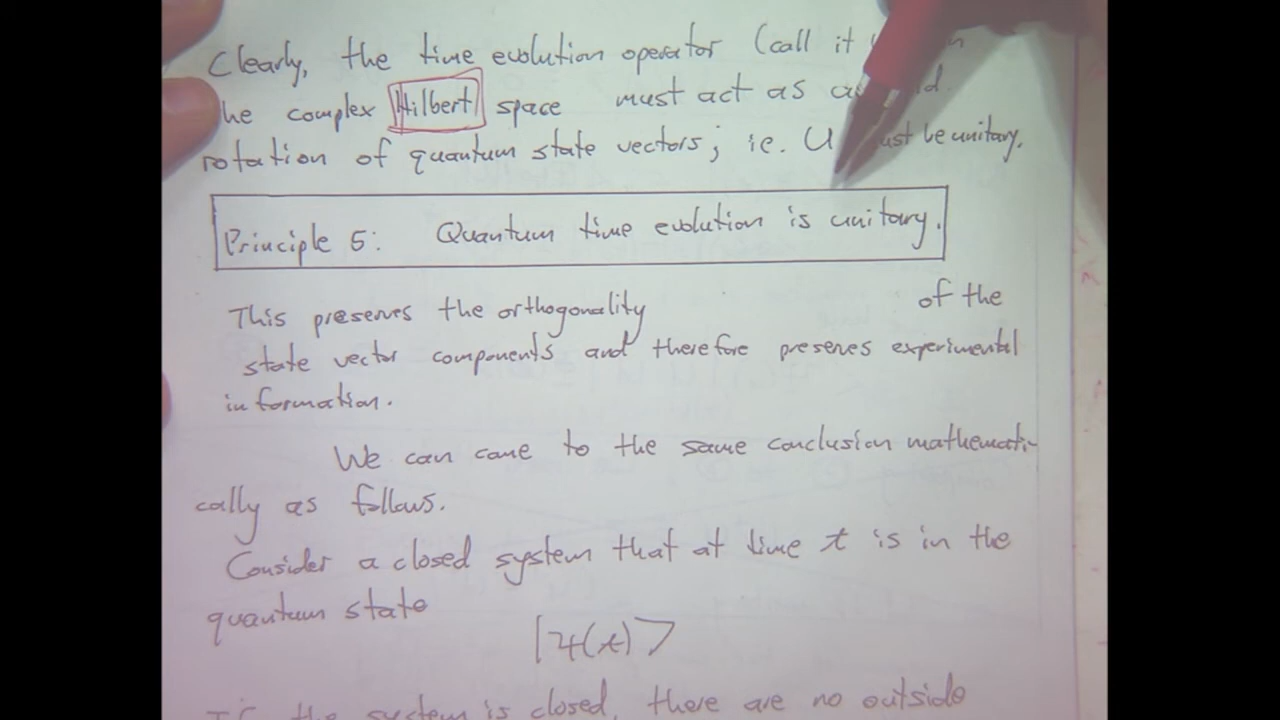 Clearly, the time evolution operator (call it
he complex Hilbert space must act as
rotation of quantum state vectors; ie. U ust be unitary.
Principle 5: Quantum time evolution is unitary.
This preserves the orthogonality of the
state vector components and therefore preserves experimental
information.
We can come to the same conclusion mathemati-
cally as follows.
Consider a closed system that at time t is in the
quantum state
|Ψ(t)>
the system is closed, there are no outside